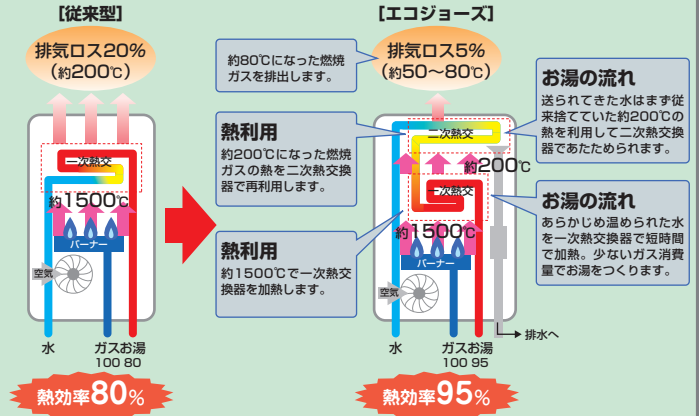 [従来型]
排気ロス20%
(約200℃)
一次熱交
約1500℃
バーナー
空気
水
ガス
お湯
100
80
熱効率80%
[エコジョーズ]
排気ロス5%
(約50〜80℃)
約80℃になった燃焼
ガスを排出します。
熱利用
約200℃になった燃焼
ガスの熱を二次熱交換
器で再利用します。
熱利用
約1500℃で一次熱交
換器を加熱します。
二次熱交
約200℃
一次熱交
約1500℃
バーナー
空気
お湯の流れ
送られてきた水はまず従
来捨てていた約200℃の
熱を利用して二次熱交換
器であたためられます。
お湯の流れ
あらかじめ温められた水
を一次熱交換器で短時間
で加熱。少ないガス消費
量でお湯をつくります。
排水へ
水
ガス
お湯
100
95
熱効率95%